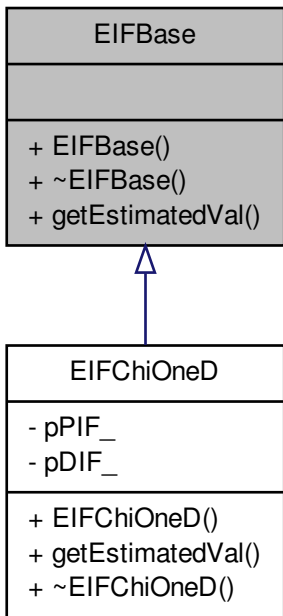 EIFBase
+ EIFBase()
+ ~EIFBase()
+ getEstimatedVal()
EIFChiOneD
- pPIF_
- pDIF_
+ EIFChiOneD()
+ getEstimatedVal()
+ ~EIFChiOneD()